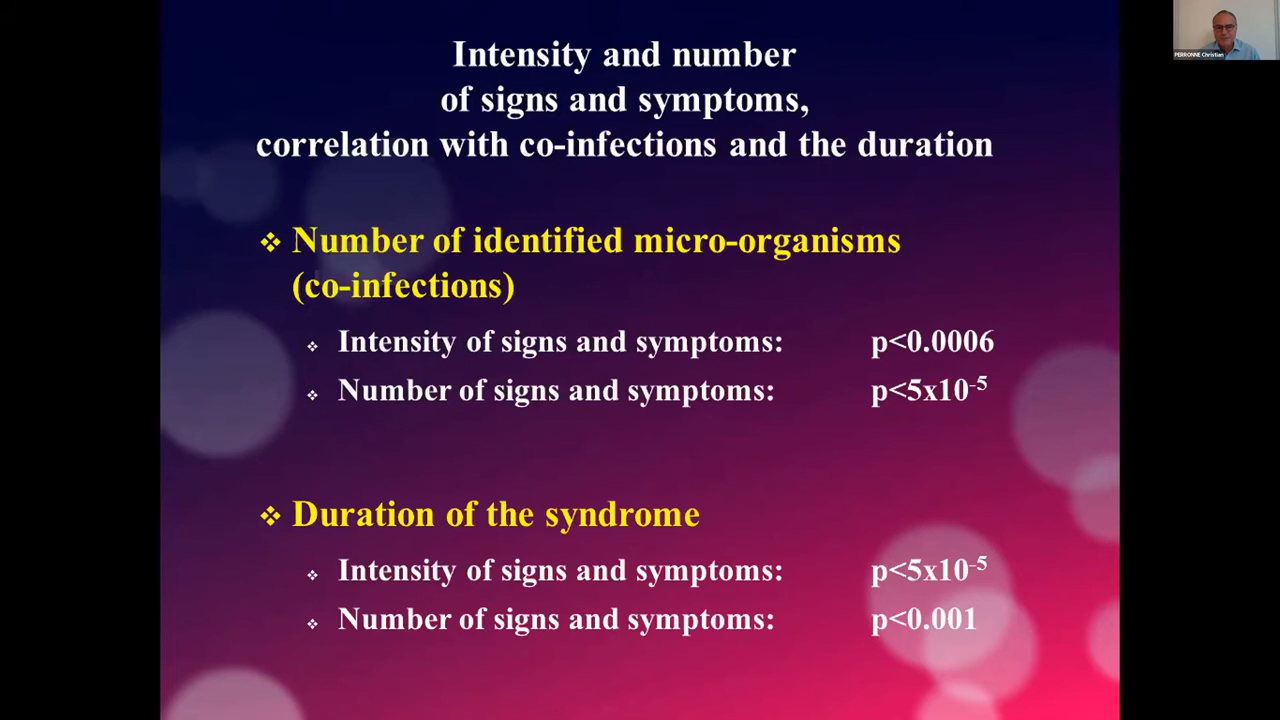 PERRONNE Christian
Intensity and number
of signs and symptoms,
correlation with co-infections and the duration
❖ Number of identified micro-organisms
(co-infections)
❖ Intensity of signs and symptoms: p<0.0006
❖ Number of signs and symptoms: p<5x10⁻⁵
❖ Duration of the syndrome
❖ Intensity of signs and symptoms: p<5x10⁻⁵
❖ Number of signs and symptoms: p<0.001